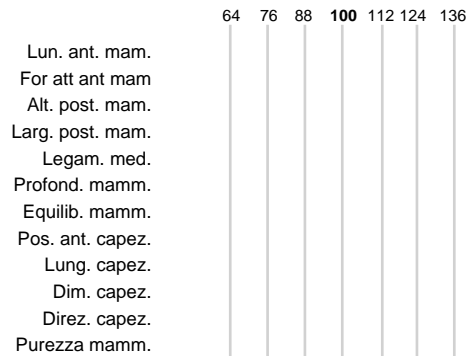 64 76 88 100 112 124 136
Lun. ant. mam.
For att ant mam
Alt. post. mam.
Larg. post. mam.
Legam. med.
Profond. mamm.
Equilib. mamm.
Pos. ant. capez.
Lung. capez.
Dim. capez.
Direz. capez.
Purezza mamm.